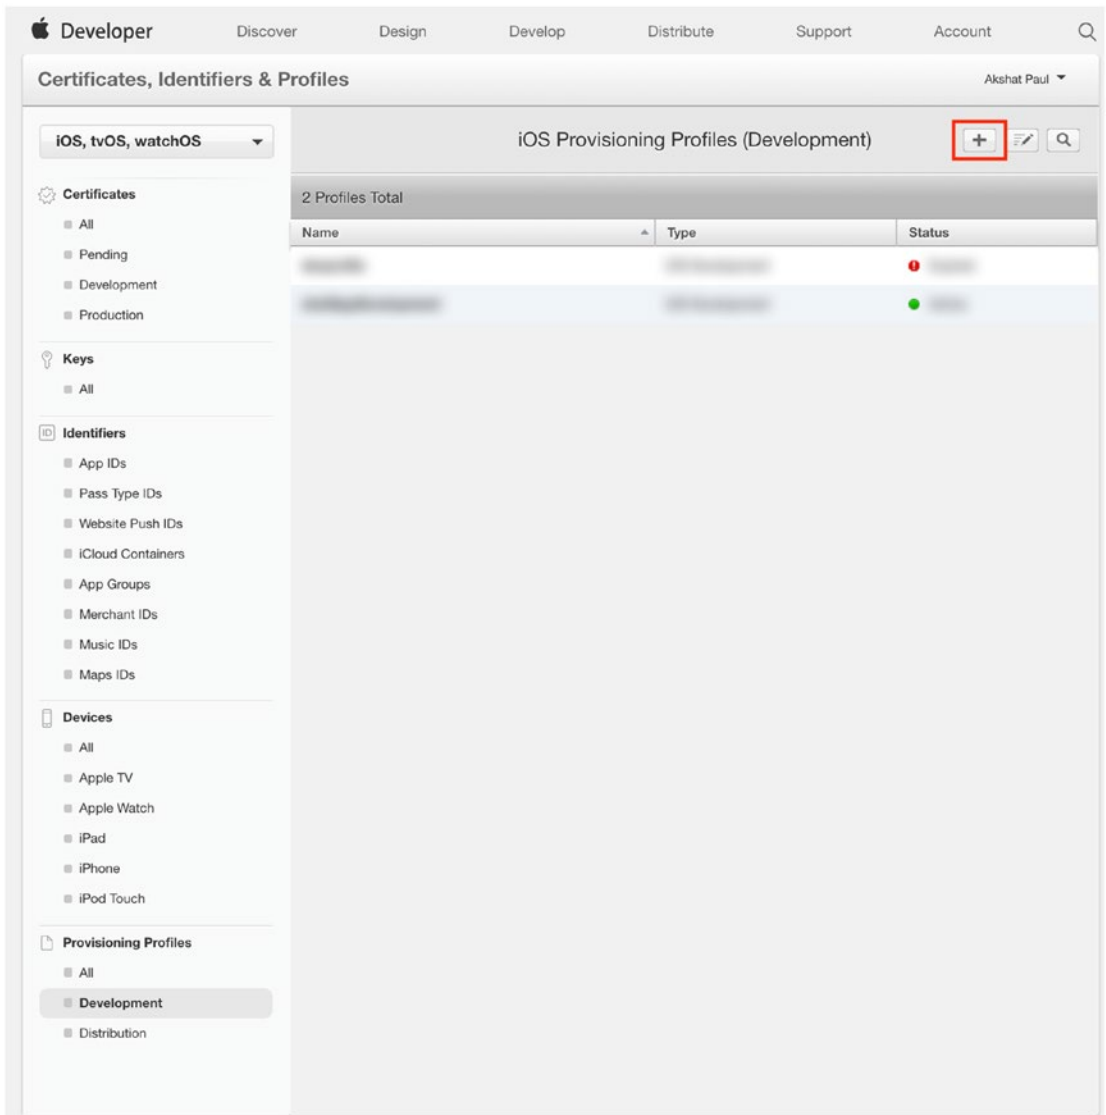 Developer Discover Design Develop Distribute Support Account
Certificates, Identifiers & Profiles Akshat Paul
iOS, tvOS, watchOS
iOS Provisioning Profiles (Development)
2 Profiles Total
Name Type Status
Certificates
All
Pending
Development
Production
Keys
All
ID Identifiers
App IDs
Pass Type IDs
Website Push IDs
iCloud Containers
App Groups
Merchant IDs
Music IDs
Maps IDs
Devices
All
Apple TV
Apple Watch
iPad
iPhone
iPod Touch
Provisioning Profiles
All
Development
Distribution